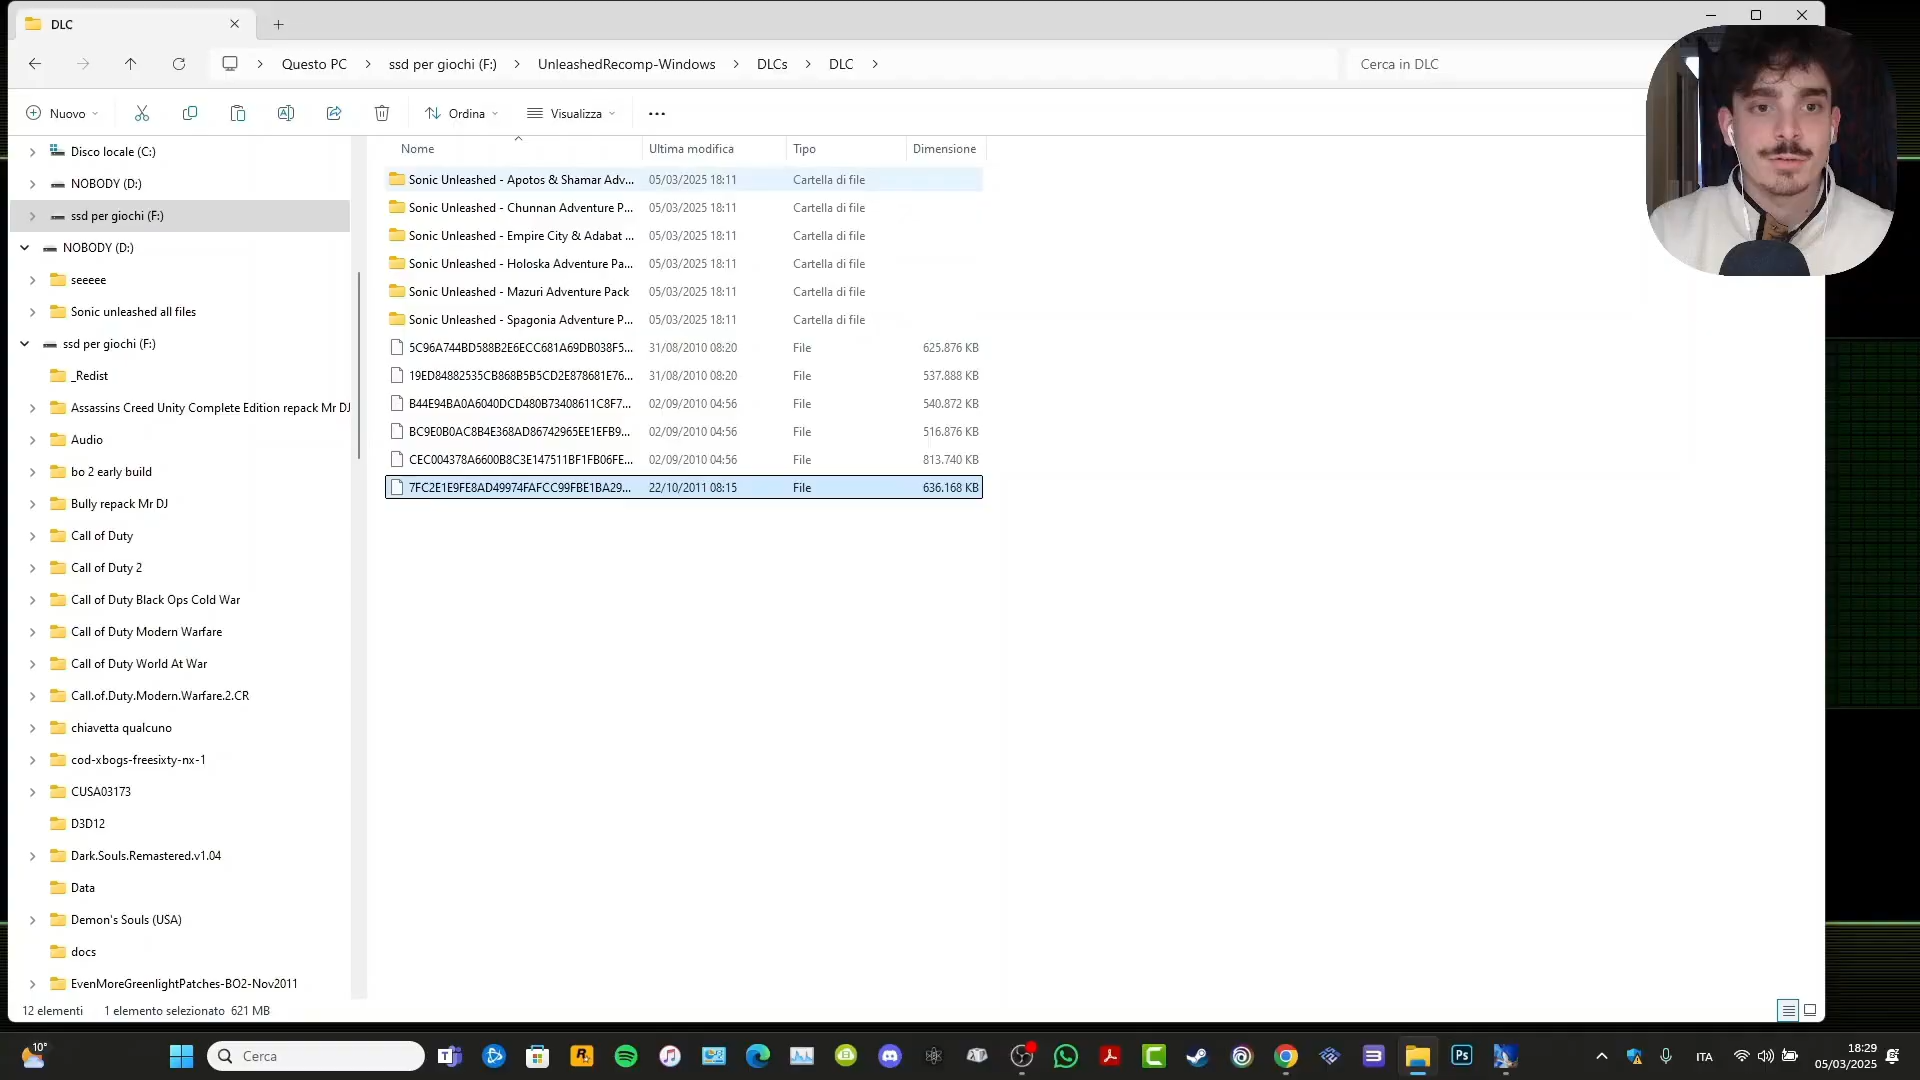 DLC
Questo PC
ssd per giochi (F:)
UnleashedRecomp-Windows
DLCs
DLC
Cerca in DLC
Nuovo
Ordina
Visualizza
Nome
Ultima modifica
Tipo
Dimensione
Sonic Unleashed - Apotos & Shamar Adv... 05/03/2025 18:11 Cartella di file
Sonic Unleashed - Chunnan Adventure P... 05/03/2025 18:11 Cartella di file
Sonic Unleashed - Empire City & Adabat ... 05/03/2025 18:11 Cartella di file
Sonic Unleashed - Holoska Adventure Pa... 05/03/2025 18:11 Cartella di file
Sonic Unleashed - Mazuri Adventure Pack 05/03/2025 18:11 Cartella di file
Sonic Unleashed - Spagonia Adventure P... 05/03/2025 18:11 Cartella di file
5C96A744BD588B2E6ECC681A69DB038F5... 31/08/2010 08:20 File 625.876 KB
19ED84882535CB868B5B5CD2E878681E76... 31/08/2010 08:20 File 537.888 KB
B44E94BA0A6040DCD480B73408611C8F7... 02/09/2010 04:56 File 540.872 KB
BC9E0B0AC8B4E368AD86742965EE1EFB9... 02/09/2010 04:56 File 516.876 KB
CEC004378A6600B8C3E147511BF1FB06FE... 02/09/2010 04:56 File 813.740 KB
7FC2E1E9FE8AD49974FAFCC99FBE1BA29... 22/10/2011 08:15 File 636.168 KB
Disco locale (C:)
NOBODY (D:)
ssd per giochi (F:)
NOBODY (D:)
seeeee
Sonic unleashed all files
ssd per giochi (F:)
_Redist
Assassins Creed Unity Complete Edition repack Mr DJ
Audio
bo 2 early build
Bully repack Mr DJ
Call of Duty
Call of Duty 2
Call of Duty Black Ops Cold War
Call of Duty Modern Warfare
Call of Duty World At War
Call.of.Duty.Modern.Warfare.2.CR
chiavetta qualcuno
cod-xbogs-freesixty-nx-1
CUSA03173
D3D12
Dark.Souls.Remastered.v1.04
Data
Demon's Souls (USA)
docs
EvenMoreGreenlightPatches-BO2-Nov2011
12 elementi
1 elemento selezionato 621 MB
10°
Cerca
Ps
ITA
18:29
05/03/2025